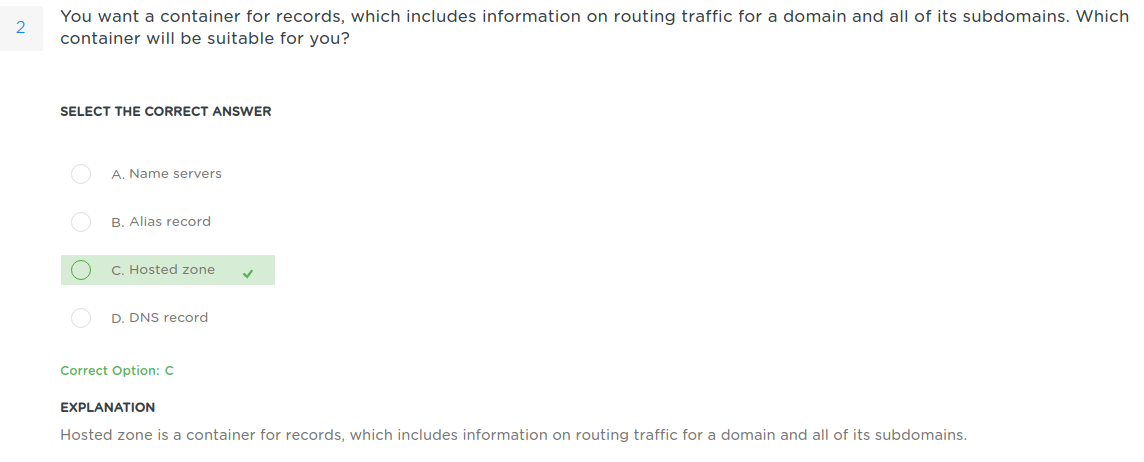 2
You want a container for records, which includes information on routing traffic for a domain and all of its subdomains. Which
container will be suitable for you?
SELECT THE CORRECT ANSWER
A. Name servers
B. Alias record
C. Hosted zone
D. DNS record
Correct Option: C
EXPLANATION
Hosted zone is a container for records, which includes information on routing traffic for a domain and all of its subdomains.